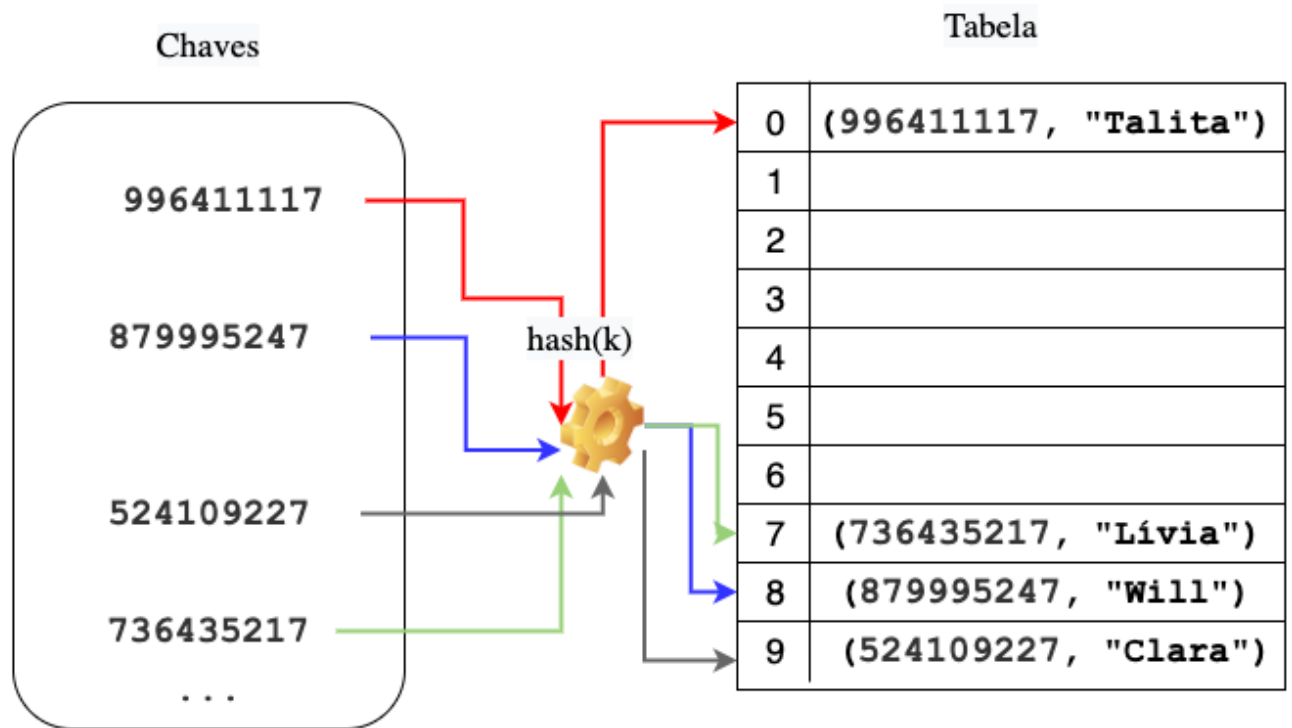 Chaves
996411117
879995247
524109227
736435217
...
hash(k)
Tabela
0 (996411117, "Talita")
1
2
3
4
5
6
7 (736435217, "Lívia")
8 (879995247, "Will")
9 (524109227, "Clara")